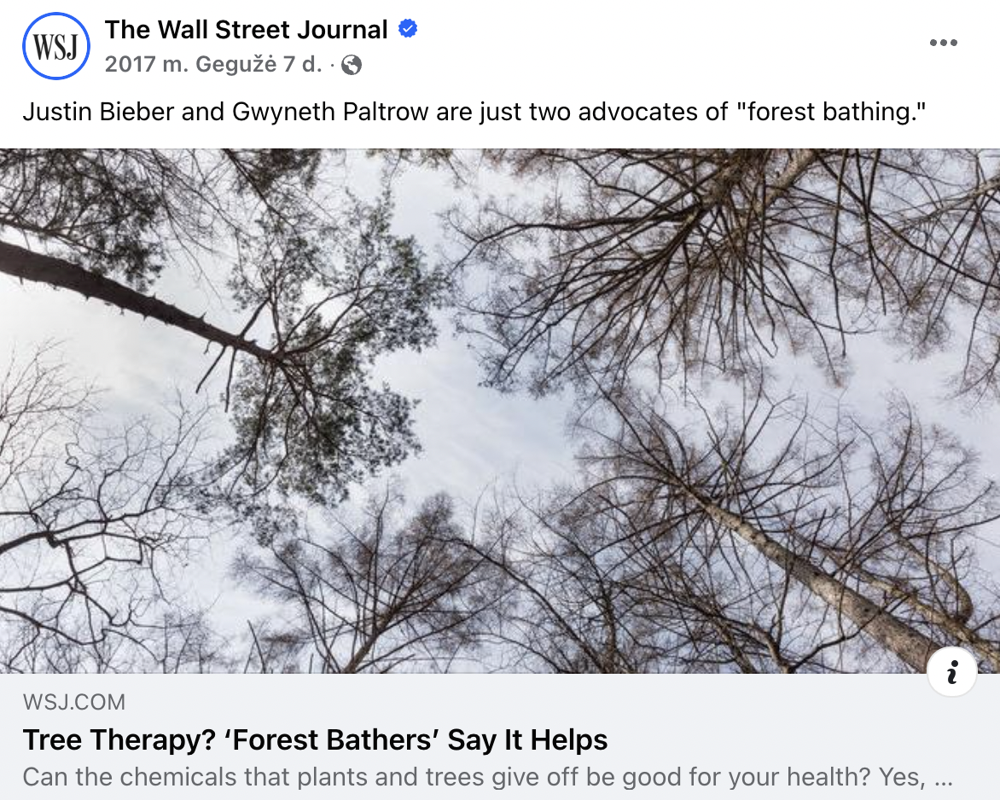 WSJ
The Wall Street Journal
2017 m. Gegužė 7 d. ·
Justin Bieber and Gwyneth Paltrow are just two advocates of "forest bathing."
i
WSJ.COM
Tree Therapy? ‘Forest Bathers’ Say It Helps
Can the chemicals that plants and trees give off be good for your health? Yes, ...